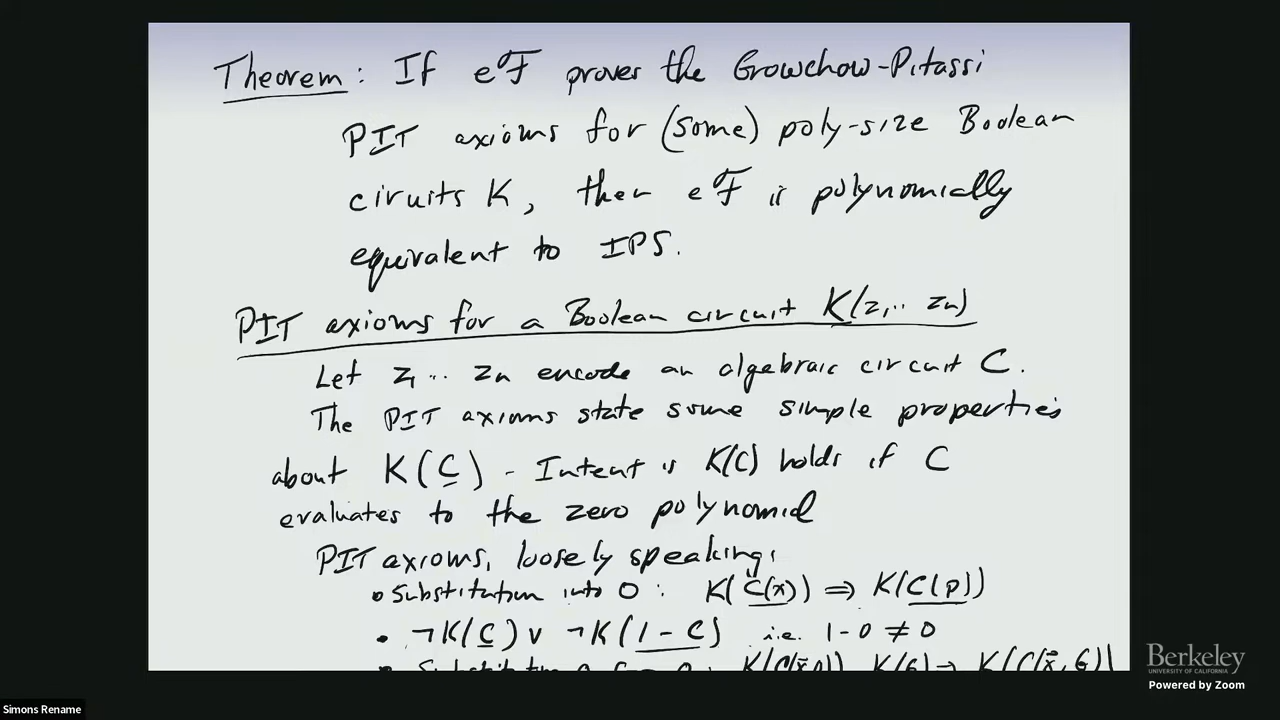 Theorem: If eF proves the Growchow-Pitassi
PIT axioms for (some) poly-size Boolean
ciruits K, then eF is polynomially
equivalent to IPS.
PIT axioms for a Boolean circuit K(z1.. zn)
Let z1 .. zn encode an algebraic circuit C.
The PIT axioms state some simple properties
about K(C) - Intent is K(C) holds if C
evaluates to the zero polynomial
PIT axioms, loosely speaking:
• Substitution into 0: K(C(x)) ⇒ K(C(p))
• ¬K(C) ∨ ¬K(1-C) i.e. 1-0 ≠ 0
Berkeley
UNIVERSITY OF CALIFORNIA
Powered by Zoom
Simons Rename